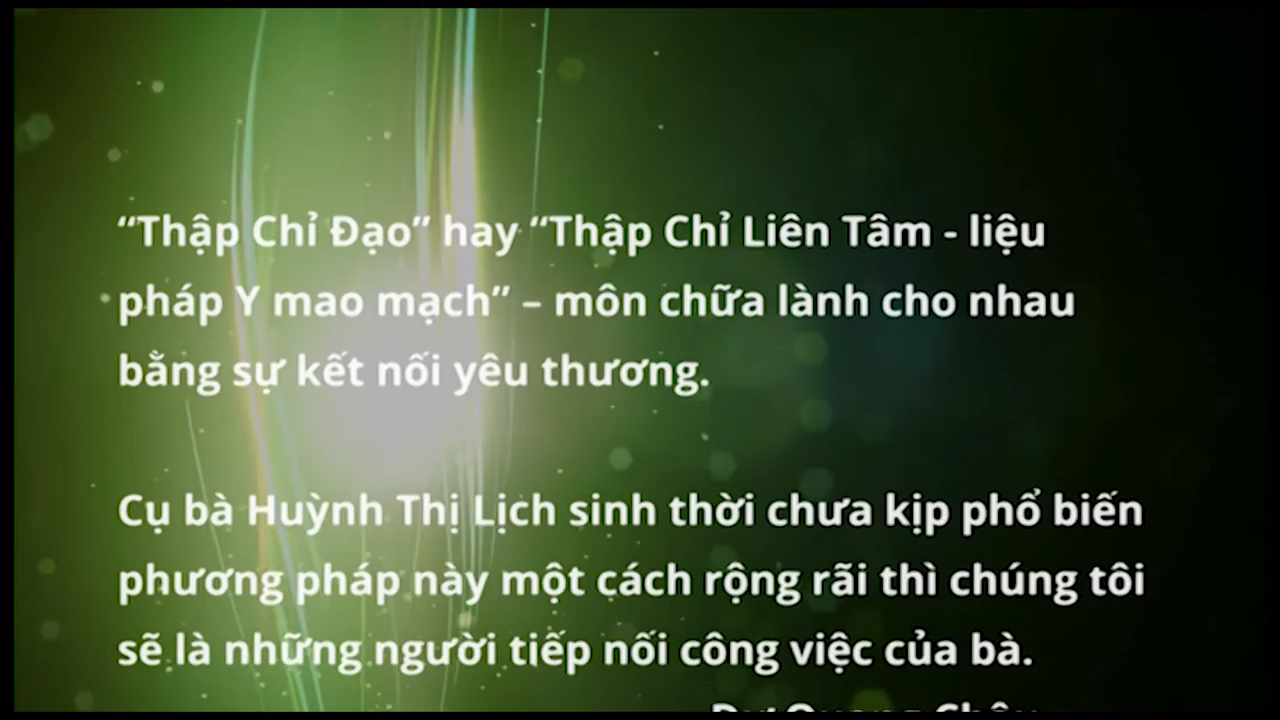 “Thập Chỉ Đạo” hay “Thập Chỉ Liên Tâm - liệu
pháp Y mao mạch” – môn chữa lành cho nhau
bằng sự kết nối yêu thương.
Cụ bà Huỳnh Thị Lịch sinh thời chưa kịp phổ biến
phương pháp này một cách rộng rãi thì chúng tôi
sẽ là những người tiếp nối công việc của bà.